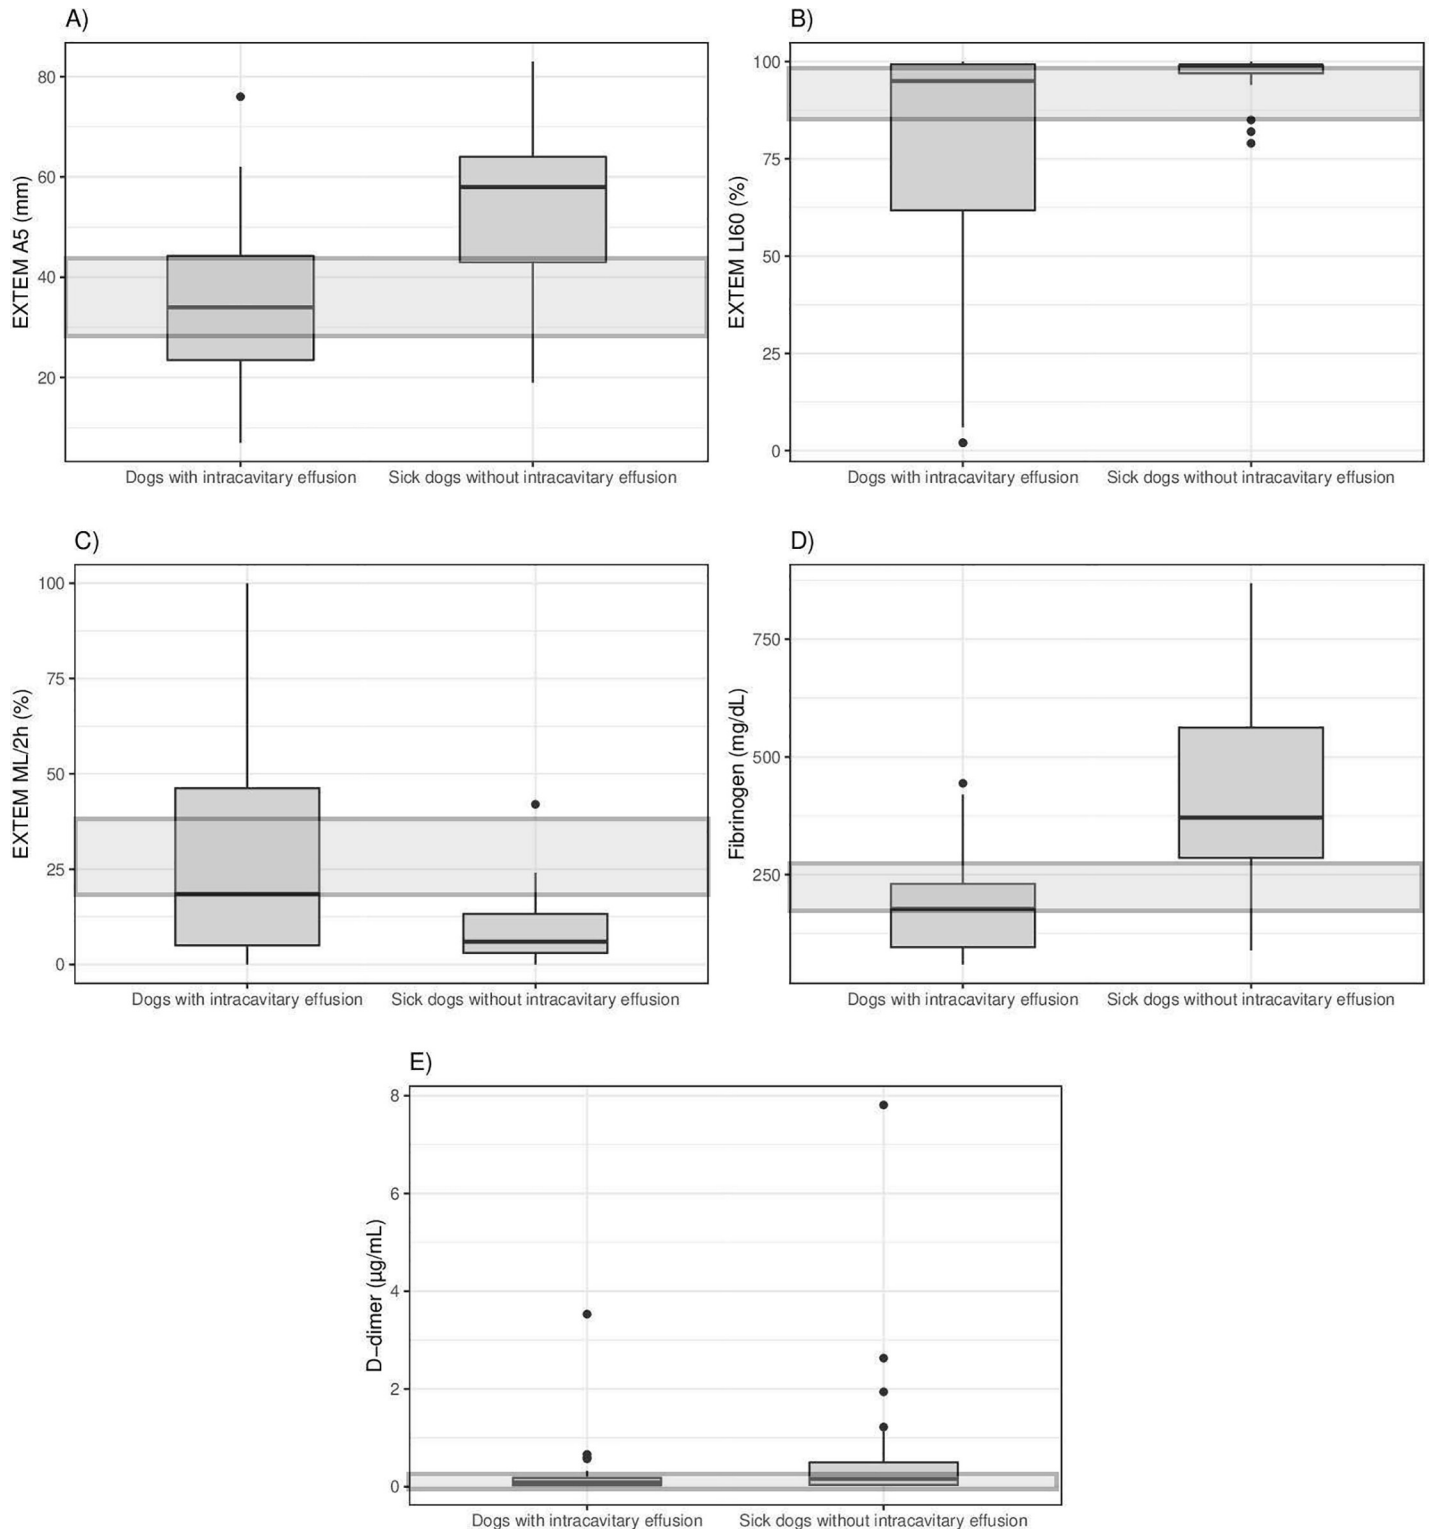 A)
EXTEM A5 (mm)
80
60
40
20
Dogs with intracavitary effusion
Sick dogs without intracavitary effusion
B)
EXTEM LI60 (%)
100
75
50
25
0
Dogs with intracavitary effusion
Sick dogs without intracavitary effusion
C)
EXTEM ML/2h (%)
100
75
50
25
0
Dogs with intracavitary effusion
Sick dogs without intracavitary effusion
D)
Fibrinogen (mg/dL)
750
500
250
Dogs with intracavitary effusion
Sick dogs without intracavitary effusion
E)
D−dimer (µg/mL)
8
6
4
2
0
Dogs with intracavitary effusion
Sick dogs without intracavitary effusion